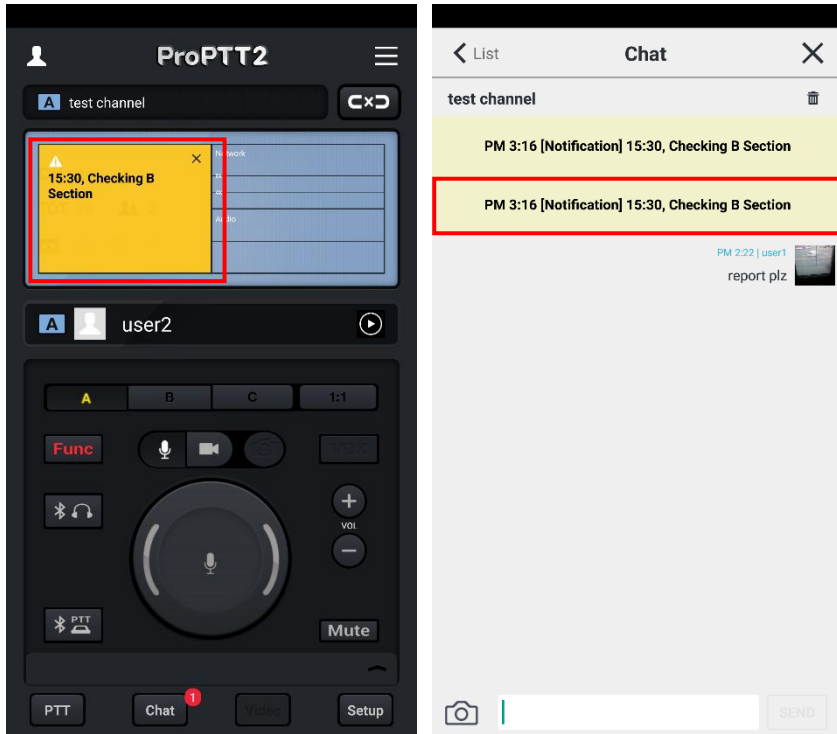 ProPTT2
A test channel
15:30, Checking B
Section
Network
Audio
A user2
A B C 1:1
Func
VOX
VOL
PTT
Mute
PTT Chat 1 Video Setup
List Chat
test channel
PM 3:16 [Notification] 15:30, Checking B Section
PM 3:16 [Notification] 15:30, Checking B Section
PM 2:22 | user1
report plz
SEND